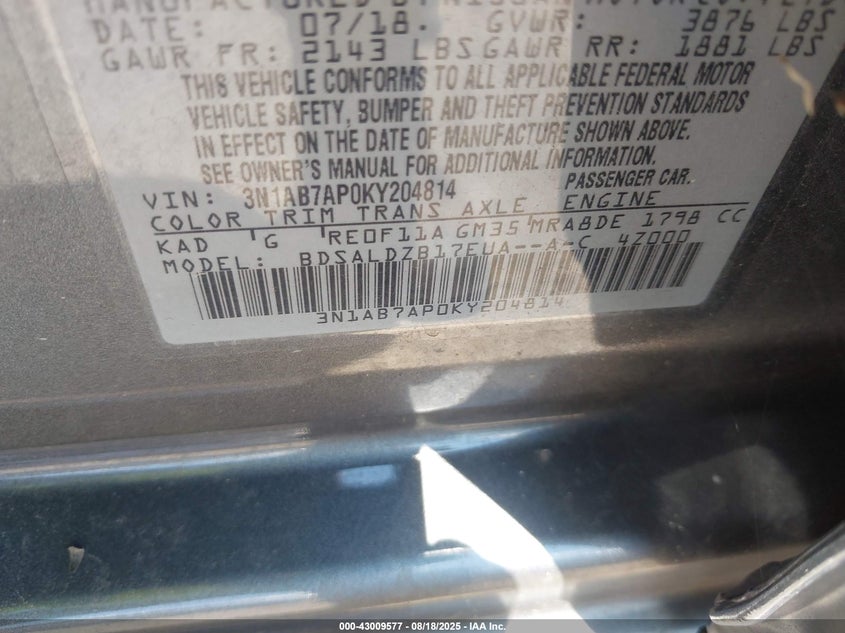 DATE: 07/18. GVWR: 3876 LBS
GAWR FR: 2143 LBS GAWR RR: 1881 LBS
THIS VEHICLE CONFORMS TO ALL APPLICABLE FEDERAL MOTOR
VEHICLE SAFETY, BUMPER AND THEFT PREVENTION STANDARDS
IN EFFECT ON THE DATE OF MANUFACTURE SHOWN ABOVE.
SEE OWNER'S MANUAL FOR ADDITIONAL INFORMATION.
PASSENGER CAR.
VIN: 3N1AB7AP0KY204814
COLOR TRIM TRANS AXLE ENGINE
KAD G RE0F11A GM35 MRA8DE 1798 CC
MODEL: BDSALDZB17EUA--A-C 4Z000
3N1AB7AP0KY204814
000-43009577 - 08/18/2025 - IAA Inc.